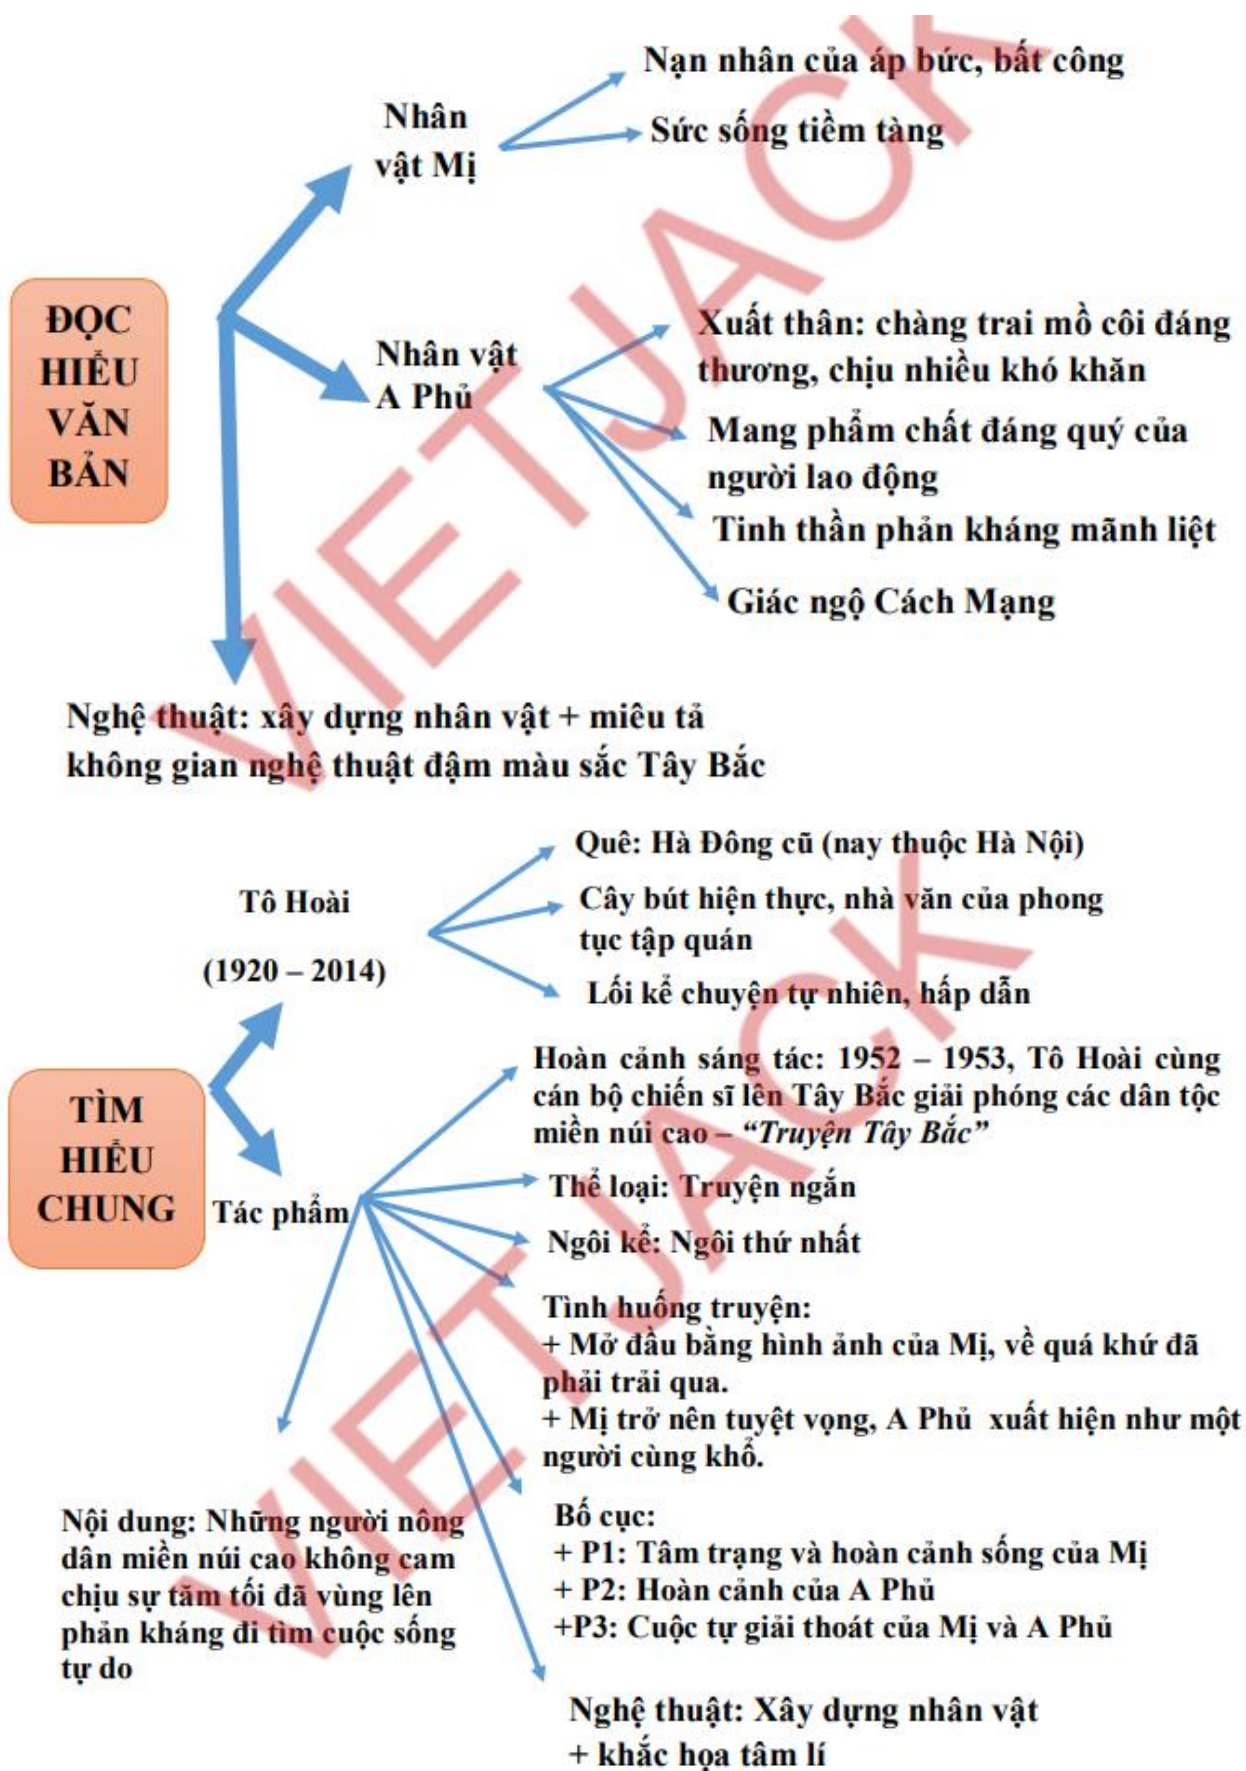 Nạn nhân của áp bức, bất công
Nhân
vật Mị
Sức sống tiềm tàng
ĐỌC
HIỂU
VĂN
BẢN
Nhân vật
A Phủ
Xuất thân: chàng trai mồ côi đáng
thương, chịu nhiều khó khăn
Mang phẩm chất đáng quý của
người lao động
Tinh thần phản kháng mãnh liệt
Giác ngộ Cách Mạng
Nghệ thuật: xây dựng nhân vật + miêu tả
không gian nghệ thuật đậm màu sắc Tây Bắc
VIETJACK
Tô Hoài
(1920 – 2014)
Quê: Hà Đông cũ (nay thuộc Hà Nội)
Cây bút hiện thực, nhà văn của phong
tục tập quán
Lối kể chuyện tự nhiên, hấp dẫn
TÌM
HIỂU
CHUNG
Tác phẩm
Hoàn cảnh sáng tác: 1952 – 1953, Tô Hoài cùng
cán bộ chiến sĩ lên Tây Bắc giải phóng các dân tộc
miền núi cao – “Truyện Tây Bắc”
Thể loại: Truyện ngắn
Ngôi kể: Ngôi thứ nhất
Tình huống truyện:
+ Mở đầu bằng hình ảnh của Mị, về quá khứ đã
phải trải qua.
+ Mị trở nên tuyệt vọng, A Phủ xuất hiện như một
người cùng khổ.
Bố cục:
+ P1: Tâm trạng và hoàn cảnh sống của Mị
+ P2: Hoàn cảnh của A Phủ
+P3: Cuộc tự giải thoát của Mị và A Phủ
Nội dung: Những người nông
dân miền núi cao không cam
chịu sự tăm tối đã vùng lên
phản kháng đi tìm cuộc sống
tự do
Nghệ thuật: Xây dựng nhân vật
+ khắc họa tâm lí
VIETJACK